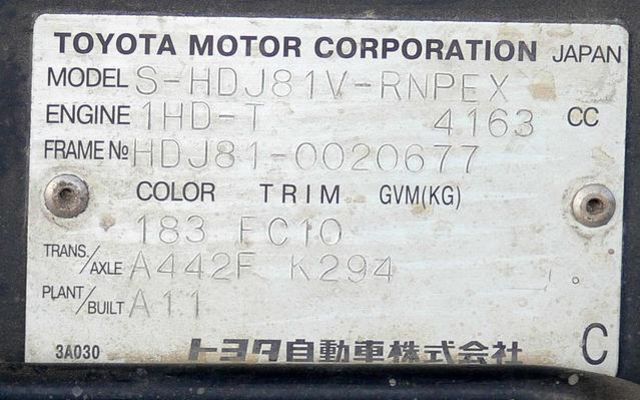 TOYOTA MOTOR CORPORATION JAPAN
MODEL S-HDJ81V-RNPEX
ENGINE 1HD-T 4163 CC
FRAME No HDJ81-0020677
COLOR TRIM GVM(KG)
183 FC10
TRANS./AXLE A442F K294
PLANT/BUILT A11
3A030 トヨタ自動車株式会社 C